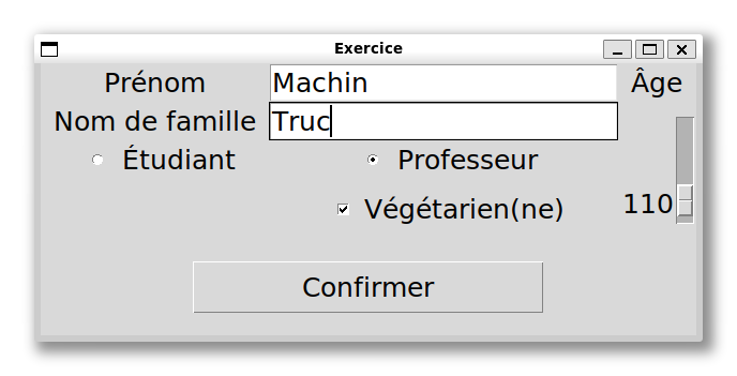 Exercice
Prénom Machin Âge
Nom de famille Truc
Étudiant Professeur
Végétarien(ne) 110
Confirmer